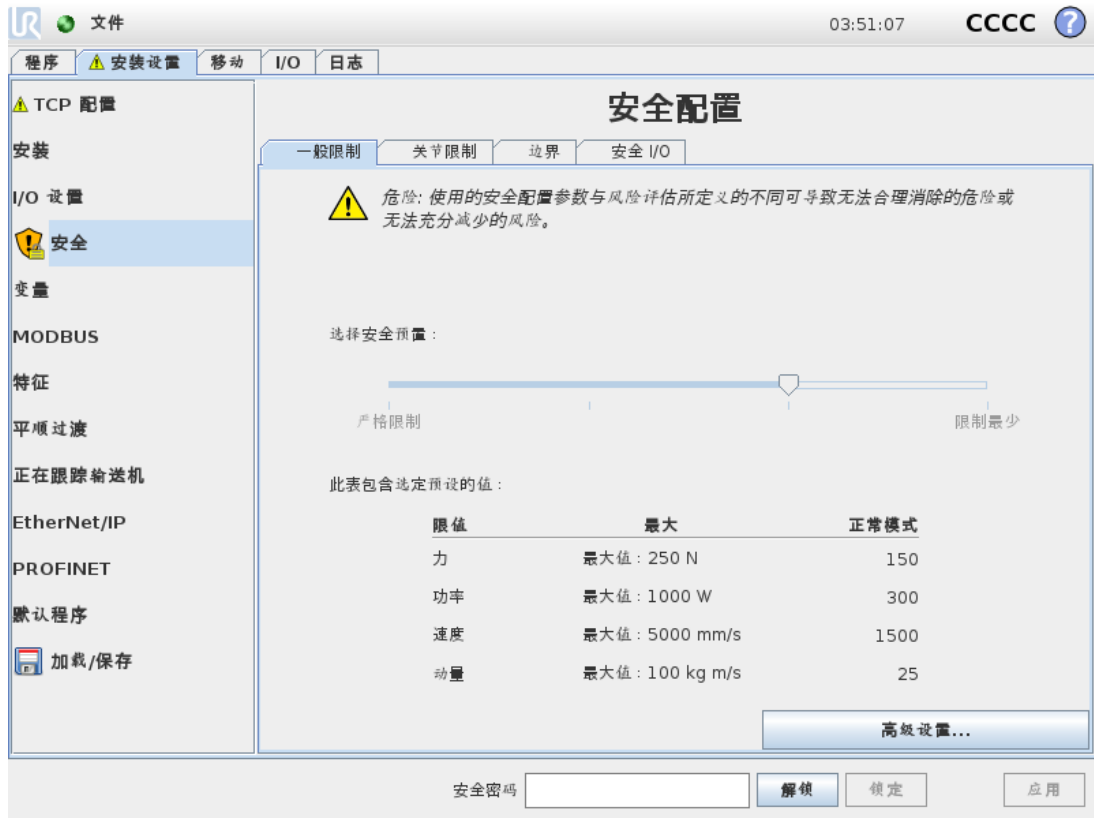 UR 文件 03:51:07 CCCC ?
程序 安装设置 移动 I/O 日志
TCP 配置
安装
I/O 设置
安全
变量
MODBUS
特征
平顺过渡
正在跟踪输送机
EtherNet/IP
PROFINET
默认程序
加载/保存
安全配置
一般限制 关节限制 边界 安全 I/O
危险: 使用的安全配置参数与风险评估所定义的不同可导致无法合理消除的危险或
无法充分减少的风险。
选择安全预置：
严格限制 限制最少
此表包含选定预设的值：
限值 最大 正常模式
力 最大值：250 N 150
功率 最大值：1000 W 300
速度 最大值：5000 mm/s 1500
动量 最大值：100 kg m/s 25
高级设置...
安全密码 解锁 锁定 应用